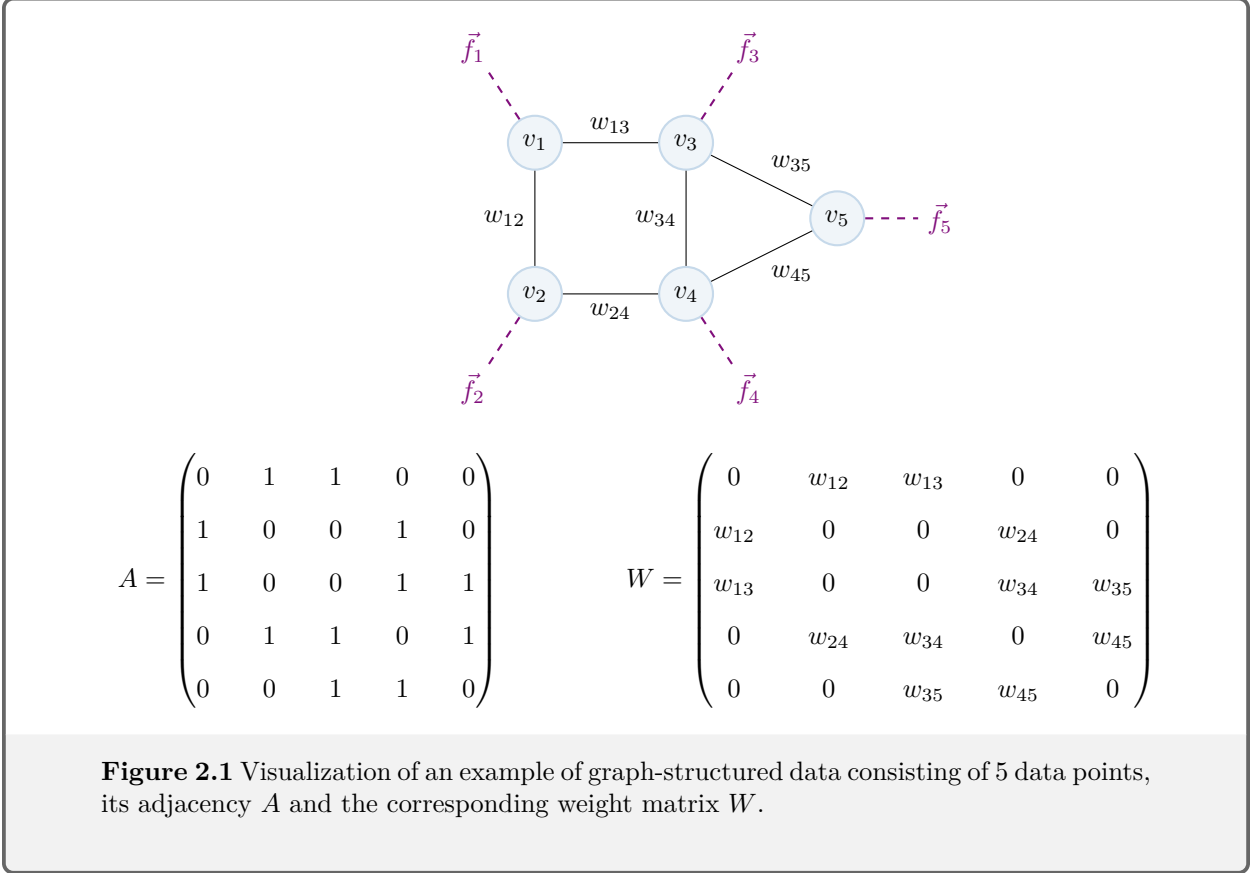 f⃗₁ f⃗₃
w₁₃
v₁ v₃
w₃₅
w₁₂ w₃₄ v₅ f⃗₅
w₄₅
v₂ v₄
w₂₄
f⃗₂ f⃗₄
0 1 1 0 0
1 0 0 1 0
A = 1 0 0 1 1
0 1 1 0 1
0 0 1 1 0
0 w₁₂ w₁₃ 0 0
w₁₂ 0 0 w₂₄ 0
W = w₁₃ 0 0 w₃₄ w₃₅
0 w₂₄ w₃₄ 0 w₄₅
0 0 w₃₅ w₄₅ 0
Figure 2.1 Visualization of an example of graph-structured data consisting of 5 data points,
its adjacency A and the corresponding weight matrix W.